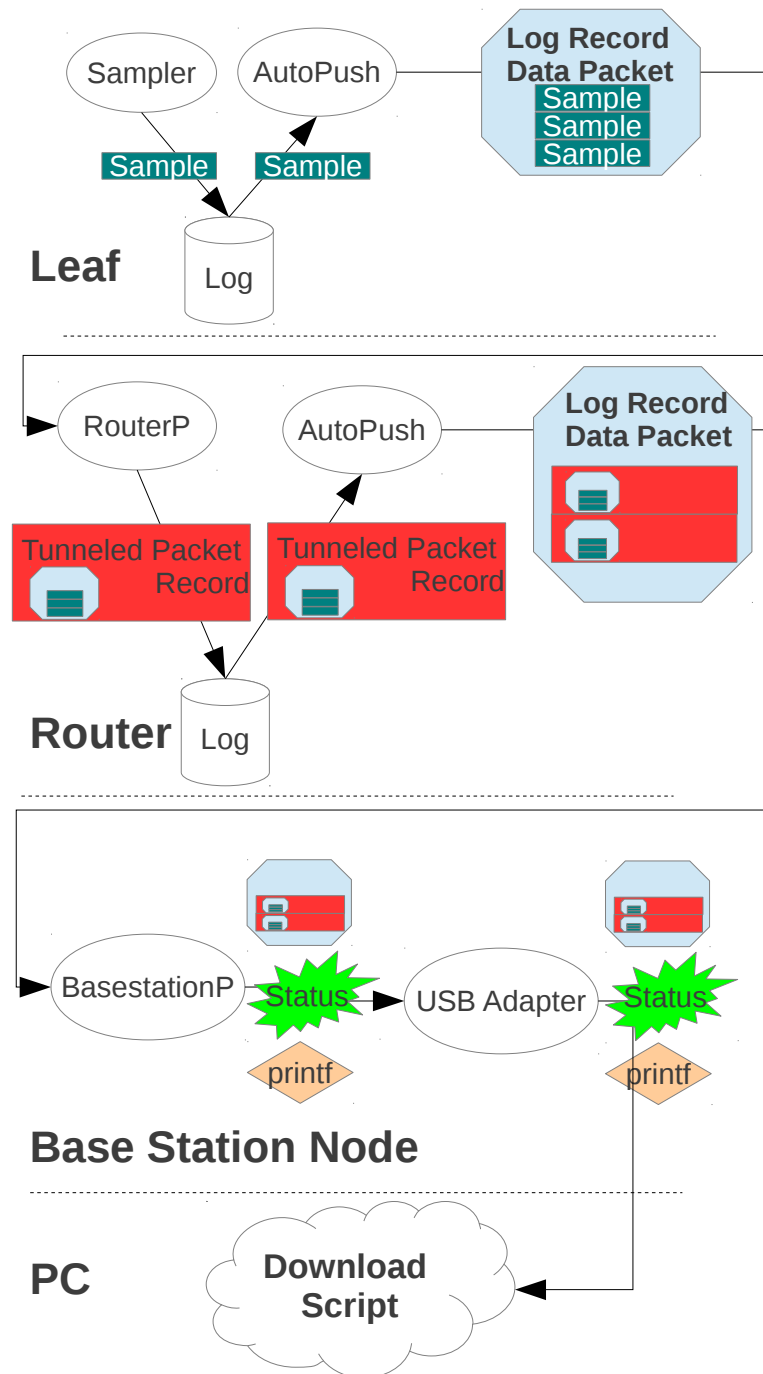 Sampler
AutoPush
Log Record
Data Packet
Sample
Sample
Sample
Sample
Sample
Leaf
Log
RouterP
AutoPush
Log Record
Data Packet
Tunneled Packet
Record
Tunneled Packet
Record
Router
Log
BasestationP
Status
USB Adapter
Status
printf
printf
Base Station Node
PC
Download
Script